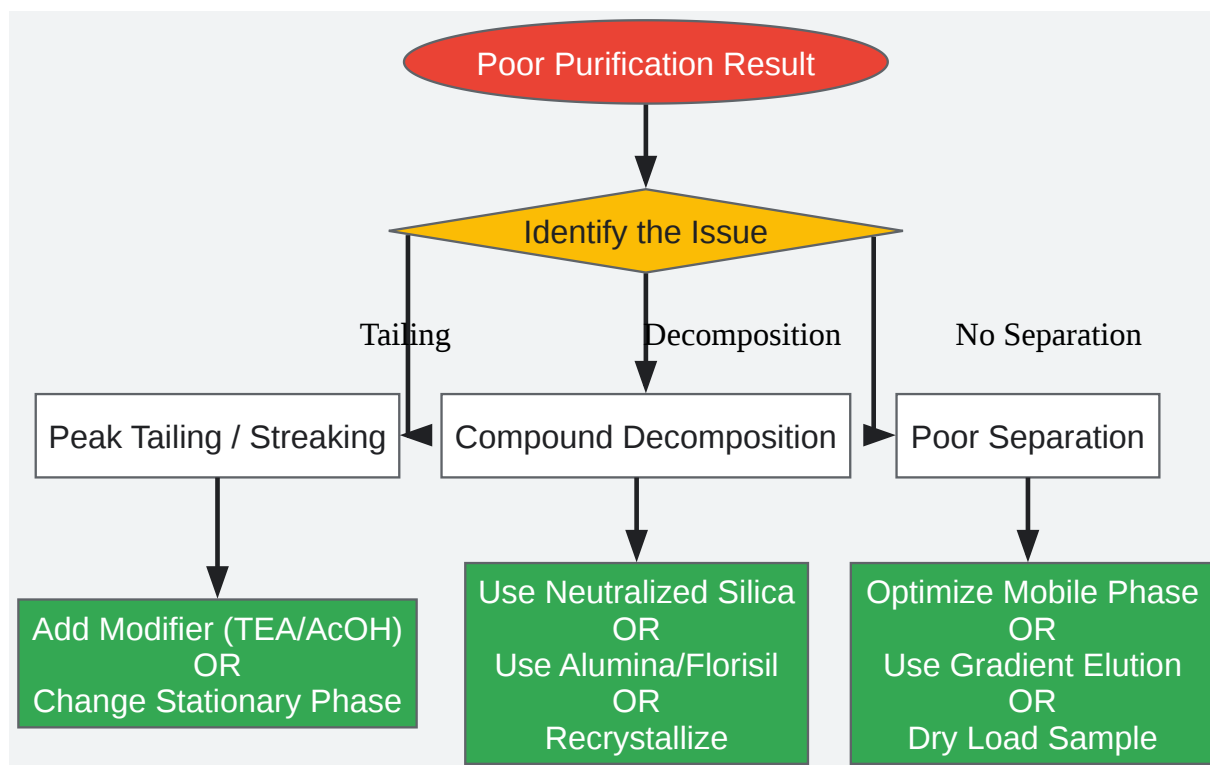 Poor Purification Result
Identify the Issue
Tailing
Decomposition
No Separation
Peak Tailing / Streaking
Compound Decomposition
Poor Separation
Add Modifier (TEA/AcOH)
OR
Change Stationary Phase
Use Neutralized Silica
OR
Use Alumina/Florisil
OR
Recrystallize
Optimize Mobile Phase
OR
Use Gradient Elution
OR
Dry Load Sample